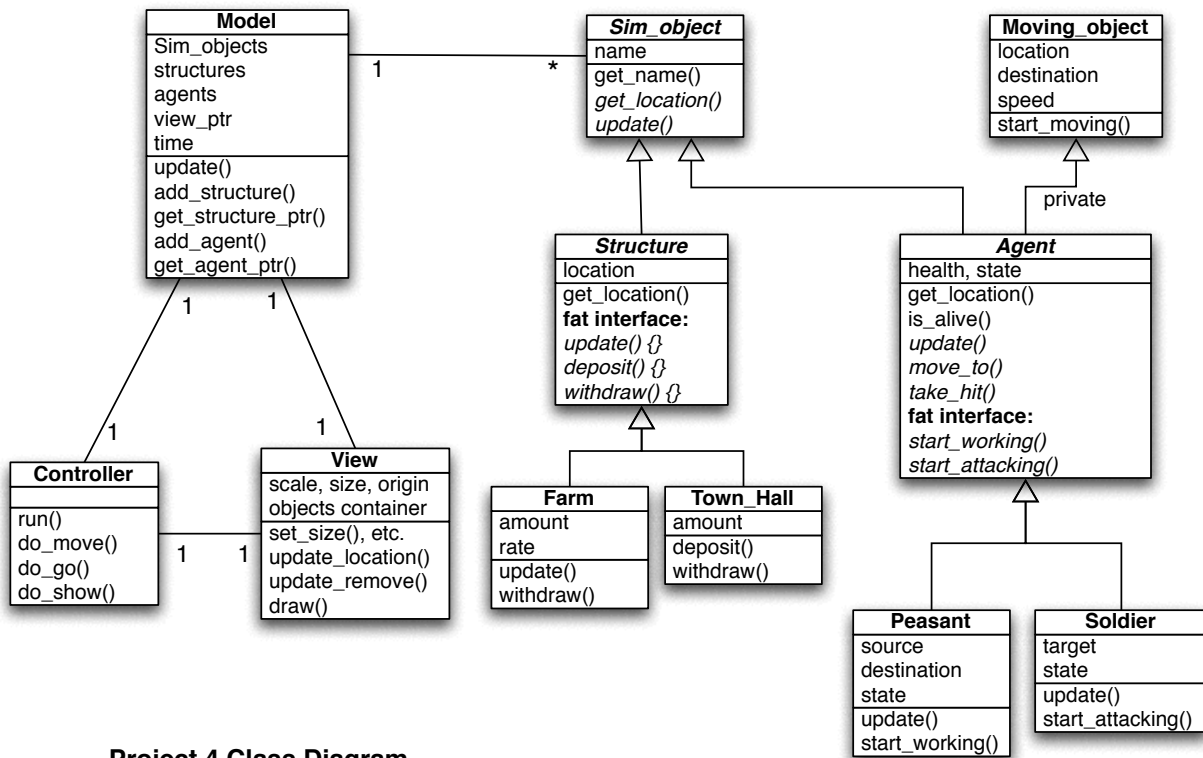 Model
Sim_objects
structures
agents
view_ptr
time
update()
add_structure()
get_structure_ptr()
add_agent()
get_agent_ptr()
1
*
Sim_object
name
get_name()
get_location()
update()
Moving_object
location
destination
speed
start_moving()
private
Structure
location
get_location()
fat interface:
update() {}
deposit() {}
withdraw() {}
Agent
health, state
get_location()
is_alive()
update()
move_to()
take_hit()
fat interface:
start_working()
start_attacking()
1
1
1
1
Controller
run()
do_move()
do_go()
do_show()
1
1
View
scale, size, origin
objects container
set_size(), etc.
update_location()
update_remove()
draw()
Farm
amount
rate
update()
withdraw()
Town_Hall
amount
deposit()
withdraw()
Peasant
source
destination
state
update()
start_working()
Soldier
target
state
update()
start_attacking()
Project 4 Class Diagram